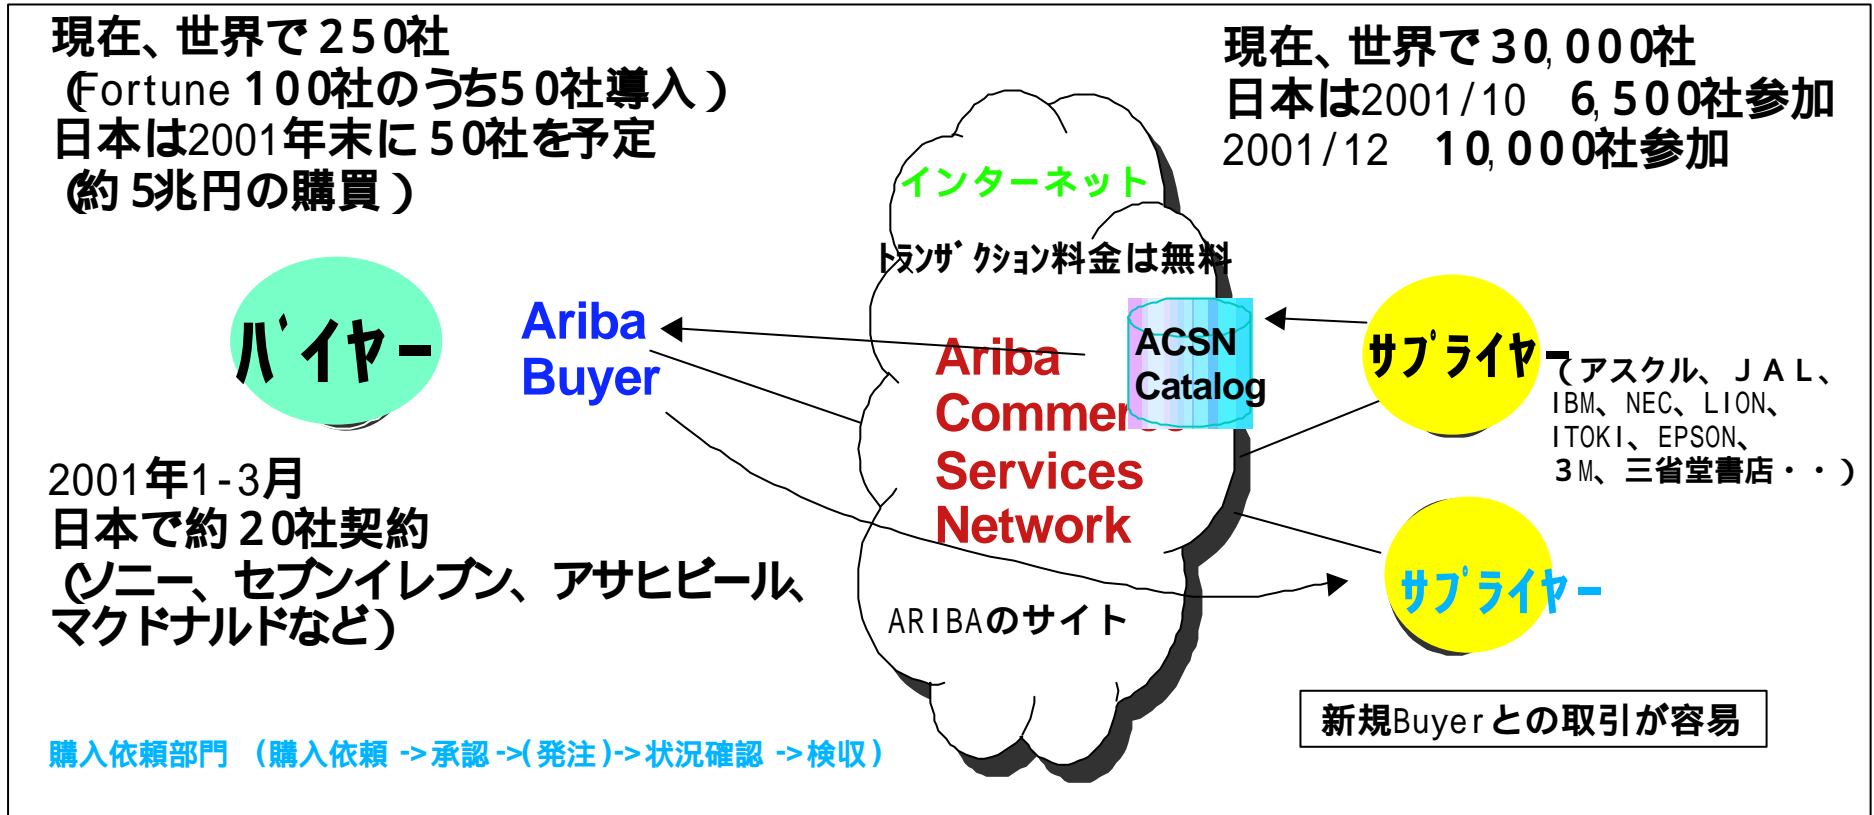 現在、世界で250社
(Fortune 100社のうち50社導入)
日本は2001年末に50社を予定
(約5兆円の購買)
現在、世界で30,000社
日本は2001/10 6,500社参加
2001/12 10,000社参加
インターネット
ﾄﾗﾝｻﾞｸｼｮﾝ料金は無料
ﾊﾞｲﾔｰ
Ariba
Buyer
Ariba
Commerce
Services
Network
ACSN
Catalog
ｻﾌﾟﾗｲﾔｰ
(アスクル、ＪＡＬ、
IBM、NEC、LION、
ITOKI、EPSON、
3M、三省堂書店・・)
2001年1-3月
日本で約20社契約
(ソニー、セブンイレブン、アサヒビール、
マクドナルドなど)
ｻﾌﾟﾗｲﾔｰ
ARIBAのサイト
新規Buyerとの取引が容易
購入依頼部門 (購入依頼 ->承認->(発注)->状況確認 ->検収)